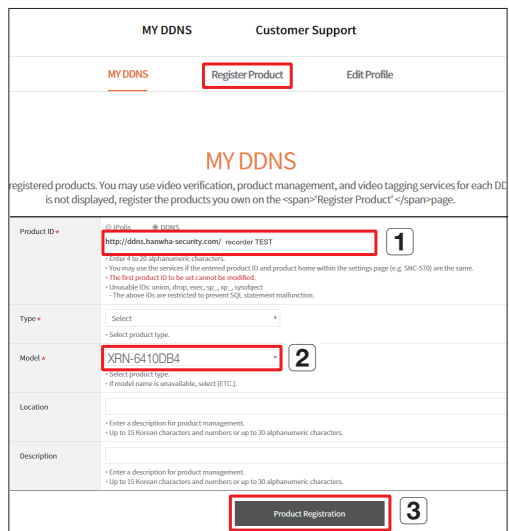 MY DDNS Customer Support
MY DDNS Register Product Edit Profile
MY DDNS
registered products. You may use video verification, product management, and video tagging services for each DD
is not displayed, register the products you own on the <span>'Register Product' </span>page.
Product ID *
iPolis DDNS
http://ddns.hanwha-security.com/ recorder TEST
1
• Enter 4 to 20 alphanumeric characters.
• You may use the services if the entered product ID and product home within the settings page (e.g. SNC-570) are the same.
• The first product ID to be set cannot be modified.
• Unusable IDs: union, drop, exec, sp_, xp_, sysobject
- The above IDs are restricted to prevent SQL statement malfunction.
Type * Select
• Select product type.
Model * XRN-6410DB4 2
• Select product type.
• If model name is unavailable, select [ETC.].
Location
• Enter a description for product management.
• Up to 15 Korean characters and numbers or up to 30 alphanumeric characters.
Description
• Enter a description for product management.
• Up to 15 Korean characters and numbers or up to 30 alphanumeric characters.
Product Registration 3